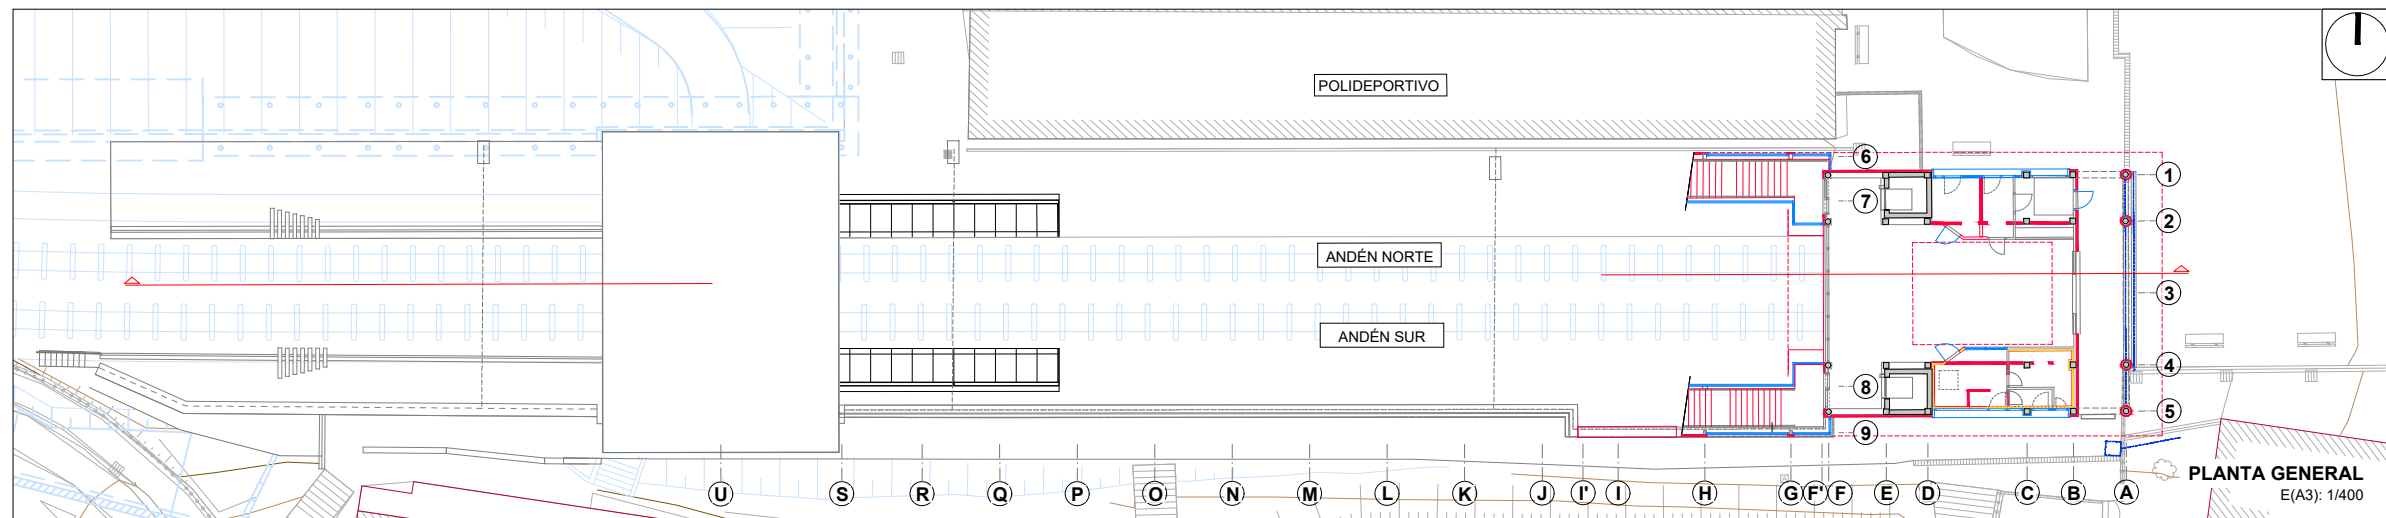 POLIDEPORTIVO
6
1
7
2
ANDÉN NORTE
3
ANDÉN SUR
4
8
5
9
PLANTA GENERAL
U S R Q P O N M L K J I' I H G F' F E D C B A
E(A3): 1/400